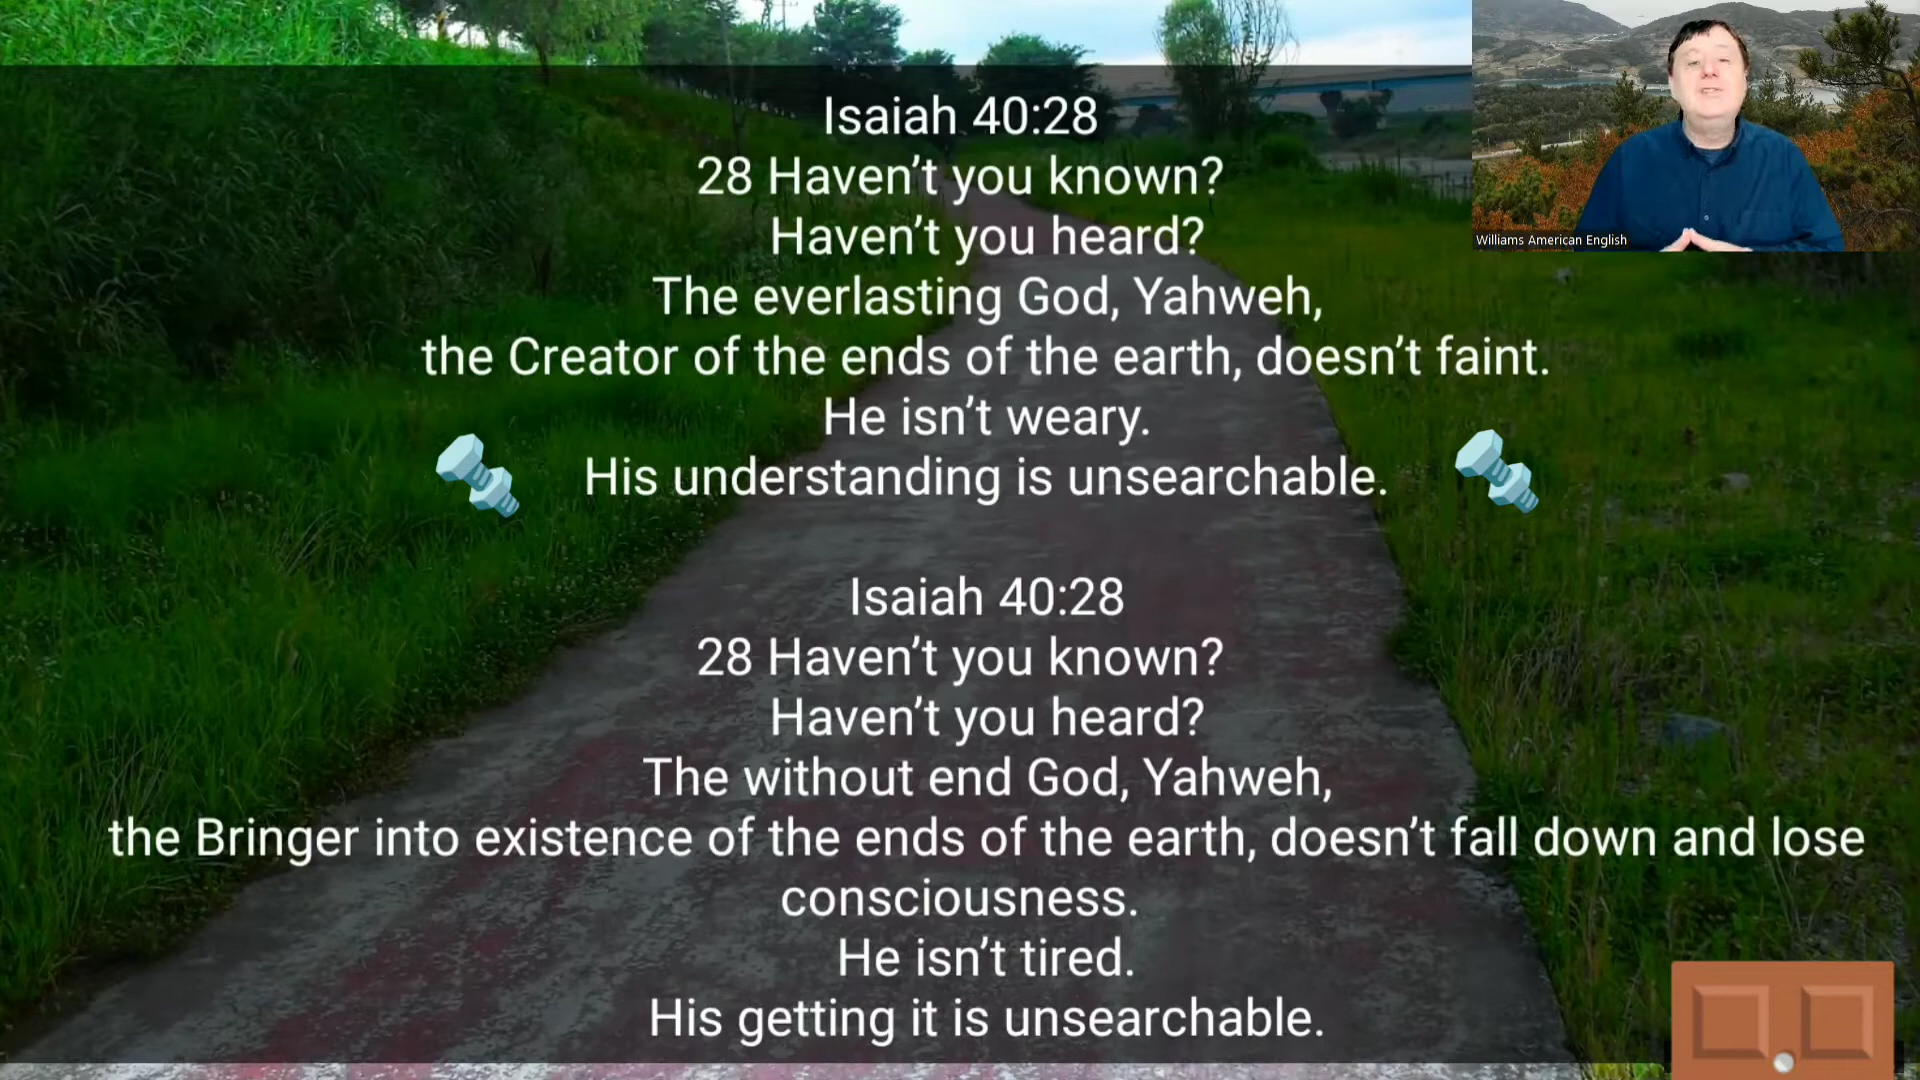 Isaiah 40:28
28 Haven’t you known?
Haven’t you heard?
The everlasting God, Yahweh,
the Creator of the ends of the earth, doesn’t faint.
He isn’t weary.
His understanding is unsearchable.
Isaiah 40:28
28 Haven’t you known?
Haven’t you heard?
The without end God, Yahweh,
the Bringer into existence of the ends of the earth, doesn’t fall down and lose
consciousness.
He isn’t tired.
His getting it is unsearchable.
Williams American English